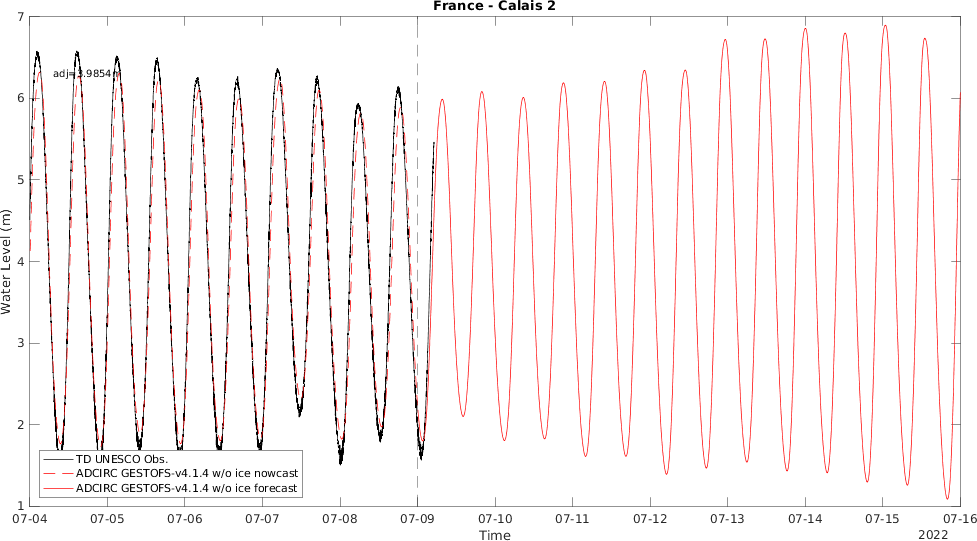 France - Calais 2
7
6
5
4
3
2
1
Water Level (m)
adj=3.9854
TD UNESCO Obs.
ADCIRC GESTOFS-v4.1.4 w/o ice nowcast
ADCIRC GESTOFS-v4.1.4 w/o ice forecast
07-04 07-05 07-06 07-07 07-08 07-09 07-10 07-11 07-12 07-13 07-14 07-15 07-16
Time
2022